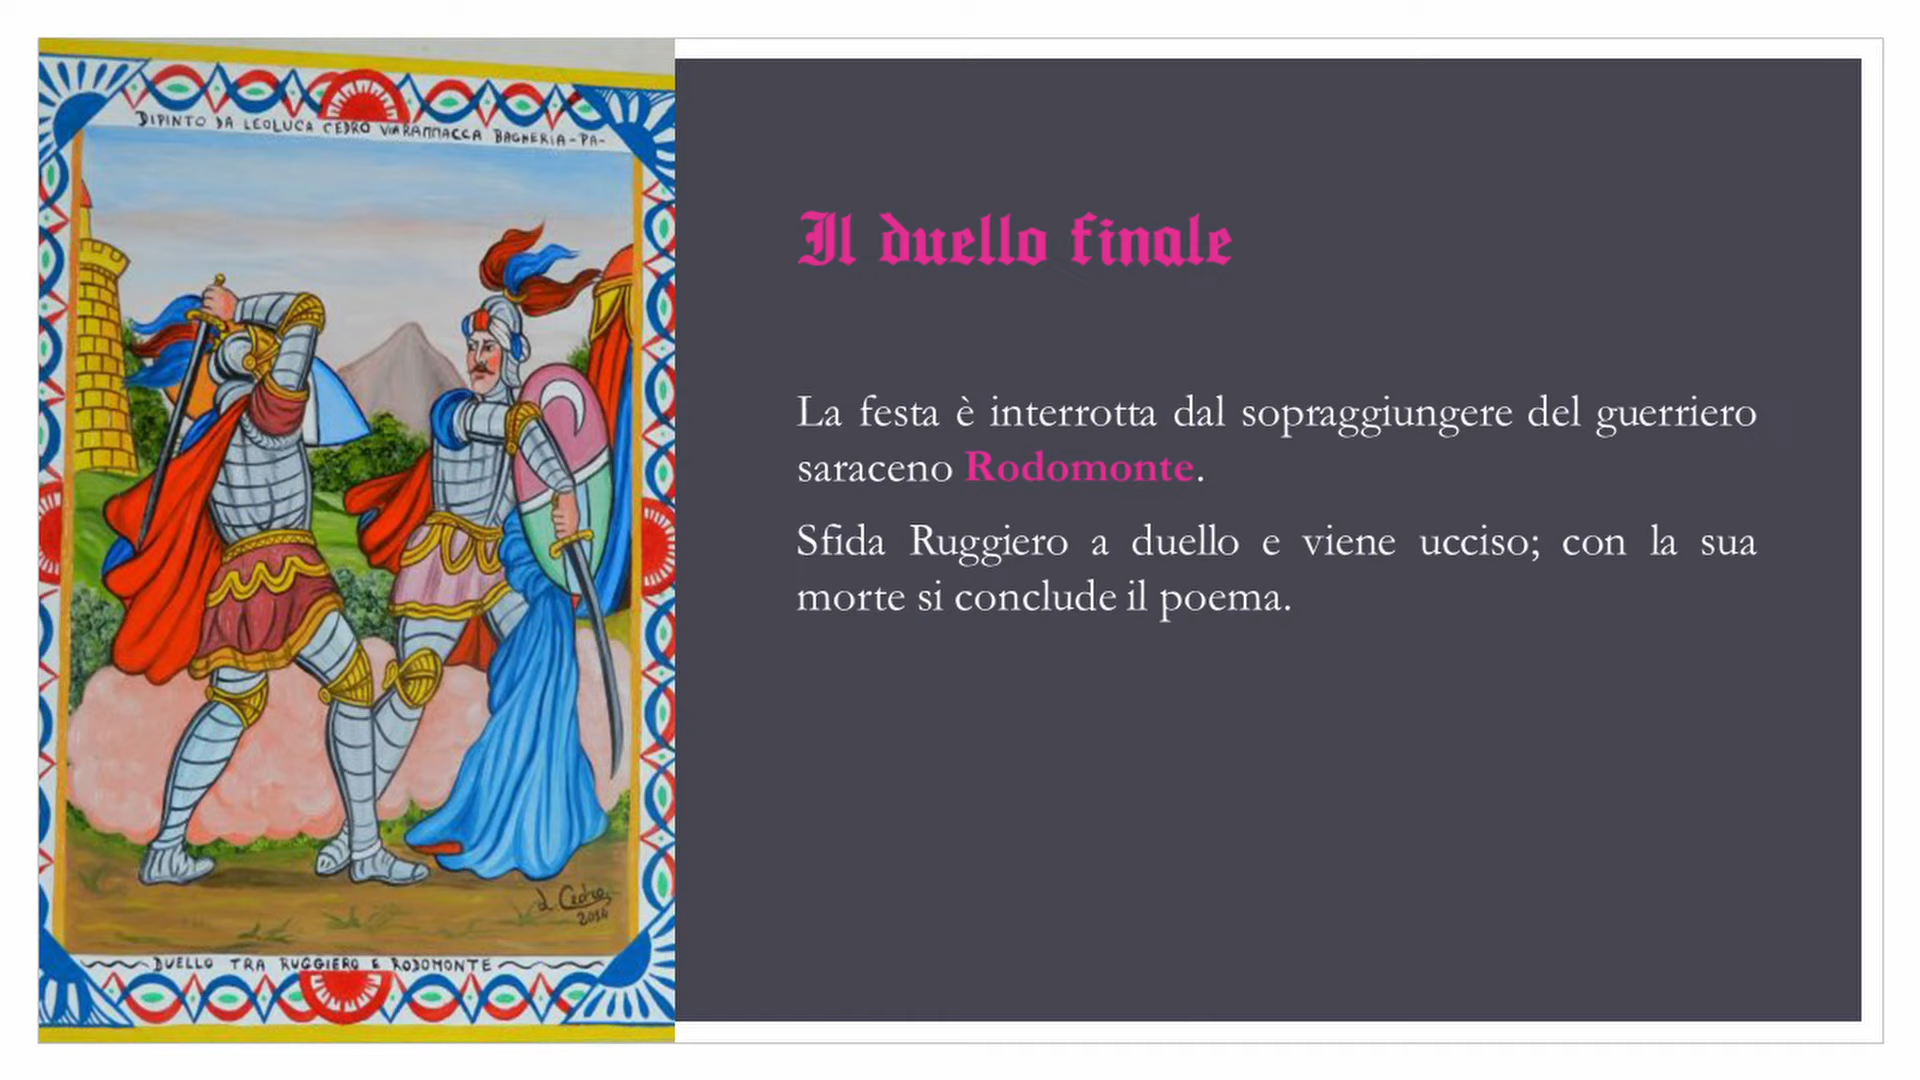 DIPINTO DA LEOLUCA CEDRO VIA RAMMACCA BAGHERIA-PA-
Il duello finale
La festa è interrotta dal sopraggiungere del guerriero
saraceno Rodomonte.
Sfida Ruggiero a duello e viene ucciso; con la sua
morte si conclude il poema.
L. Cedro
2014
DUELLO TRA RUGGIERO E RODOMONTE